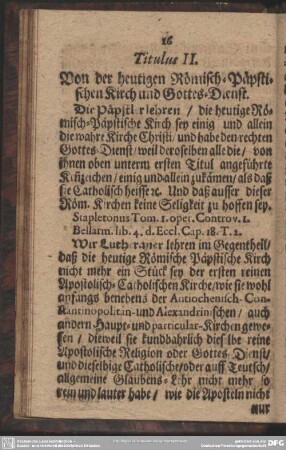 16
Titulus II.
Von der heutigen Römisch-Päpsti-
schen Kirch und Gottes-Dienst.
Die Päpstl. r lehren / die heutige Rö-
misch-Päpstische Kirch sey einig und allein
die wahre Kirche Christi/ und habe den rechten
Gottes-Dienst / weil deroselben alle die / von
ihnen oben unterm ersten Titul angeführte
Kennzeichen / einig und allein zukämen / als daß
sie Catholisch heisse ꝛc. Und daß ausser dieser
Röm. Kirchen keine Seligkeit zu hoffen sey.
Stapletonus Tom. 1. oper. Controv. 1.
Bellarm. lib. 4. d. Eccl. Cap. 18. T. 2.
Wir Lutheraner lehren im Gegentheil/
daß die heutige Römische Päpstische Kirch
nicht mehr ein Stück sey der ersten reinen
Apostolisch-Catholischen Kirche/ wie sie wohl
anfangs benebens der Antiochenisch-Con-
stantinopolitan- und Alexandrinischen / auch
andern Haupt- und particular-Kirchen gewe-
sen / dieweil sie kundbahrlich dieselbe reine
Apostolische Religion oder Gottes-Dienst/
und dieselbige Catholische/ oder auff Teutsch/
allgemeine Glaubens-Lehr nicht mehr so
rein und lauter habe / wie die Aposteln nicht
nur